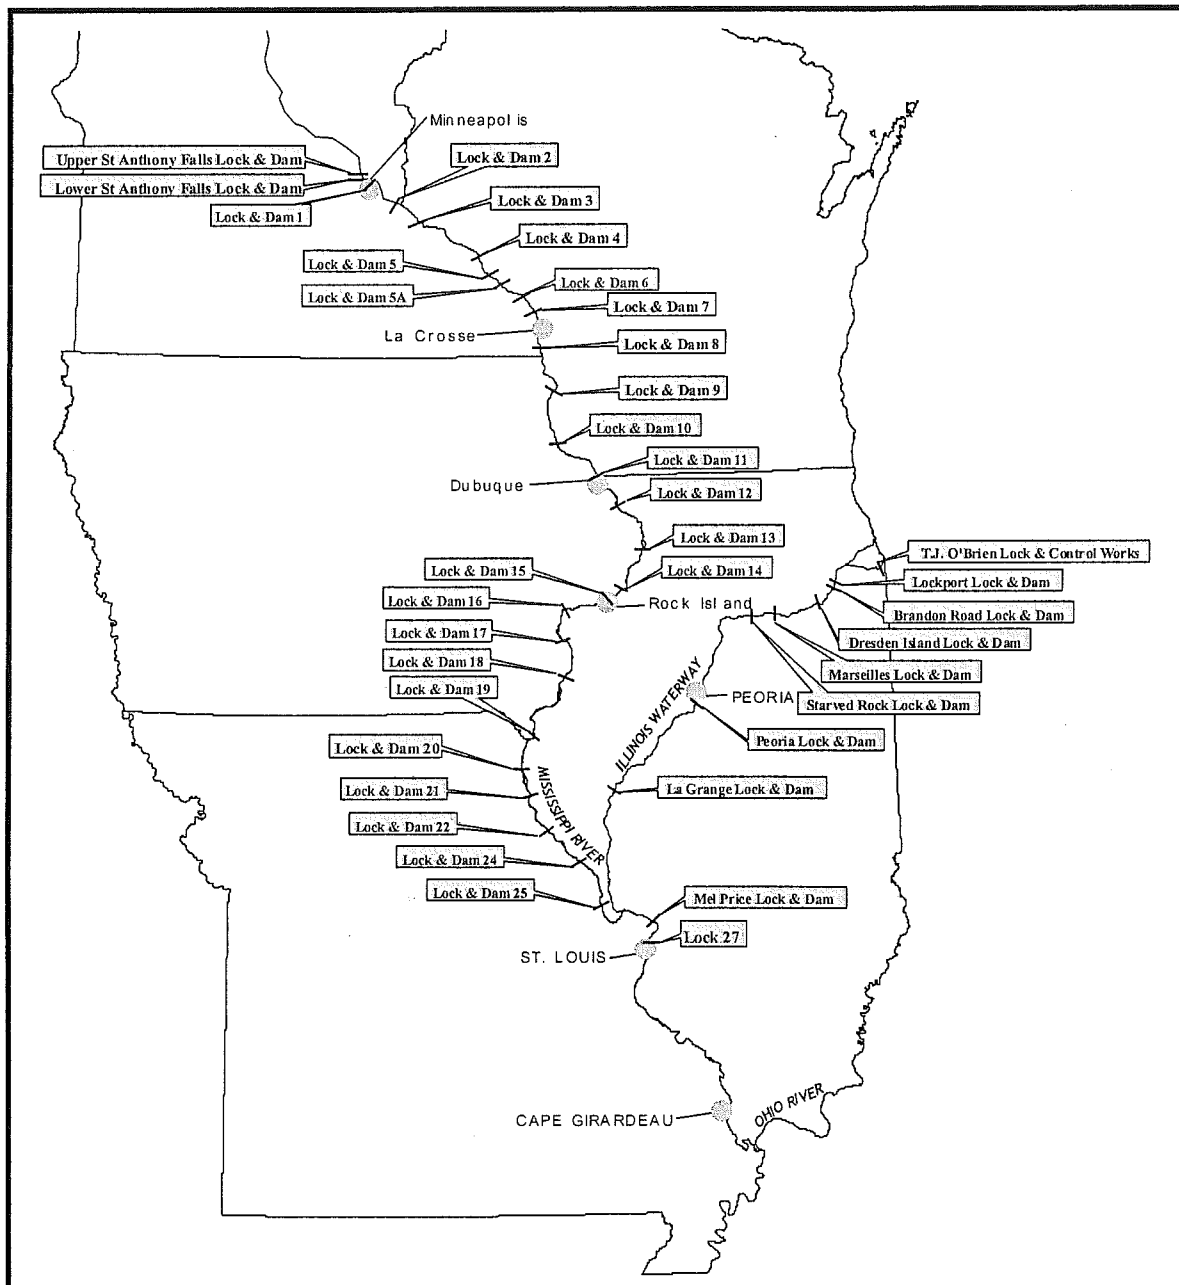 Minneapolis
Upper St Anthony Falls Lock & Dam
Lower St Anthony Falls Lock & Dam
Lock & Dam 1
Lock & Dam 2
Lock & Dam 3
Lock & Dam 4
Lock & Dam 5
Lock & Dam 5A
Lock & Dam 6
Lock & Dam 7
La Crosse
Lock & Dam 8
Lock & Dam 9
Lock & Dam 10
Lock & Dam 11
Dubuque
Lock & Dam 12
Lock & Dam 13
Lock & Dam 14
Lock & Dam 15
Rock Island
Lock & Dam 16
Lock & Dam 17
Lock & Dam 18
Lock & Dam 19
T.J. O'Brien Lock & Control Works
Lockport Lock & Dam
Brandon Road Lock & Dam
Dresden Island Lock & Dam
Marseilles Lock & Dam
Starved Rock Lock & Dam
ILLINOIS WATERWAY
PEORIA
Peoria Lock & Dam
La Grange Lock & Dam
Lock & Dam 20
MISSISSIPPI RIVER
Lock & Dam 21
Lock & Dam 22
Lock & Dam 24
Lock & Dam 25
Mel Price Lock & Dam
Lock 27
ST. LOUIS
CAPE GIRARDEAU
OHIO RIVER